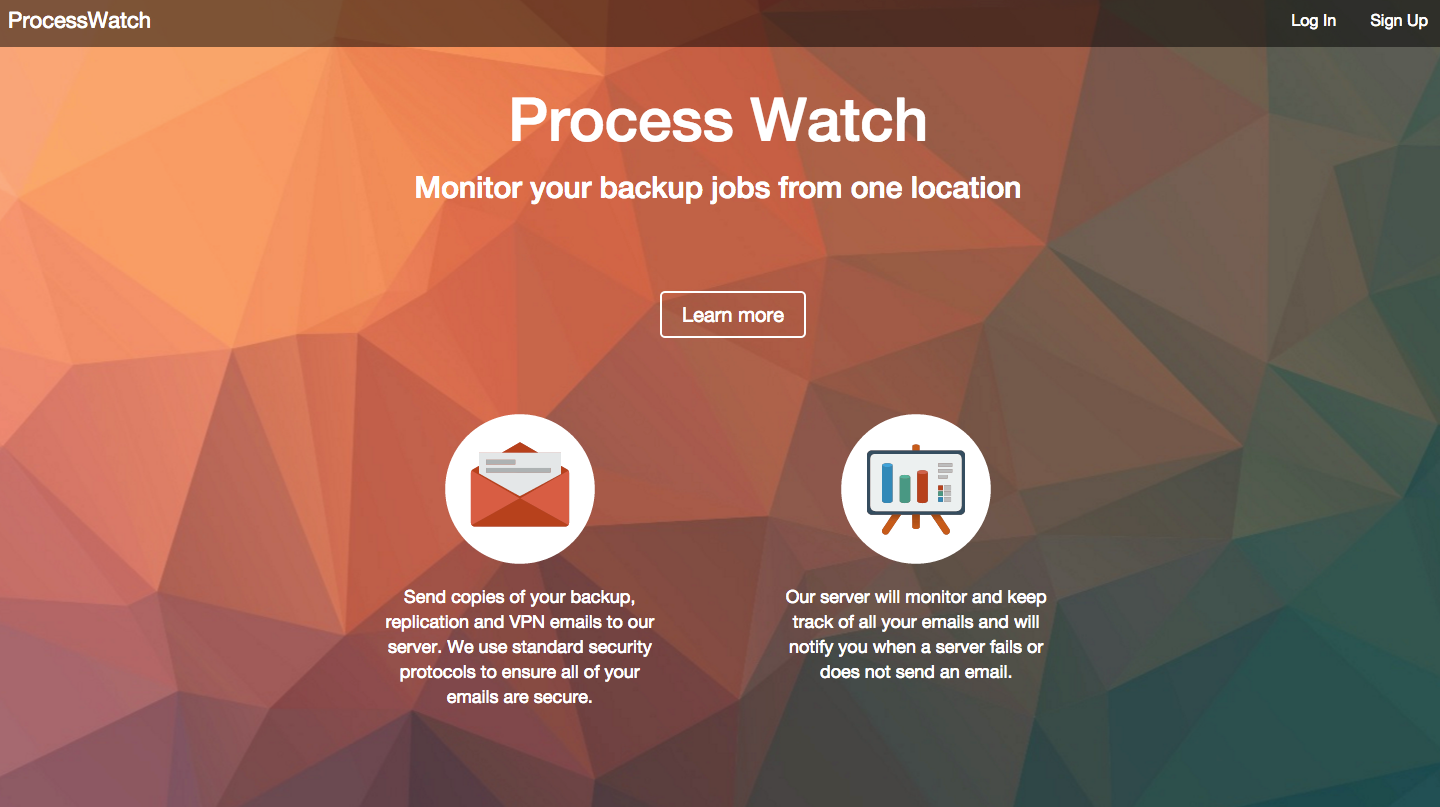 ProcessWatch
Log In
Sign Up
Process Watch
Monitor your backup jobs from one location
Learn more
Send copies of your backup,
replication and VPN emails to our
server. We use standard security
protocols to ensure all of your
emails are secure.
Our server will monitor and keep
track of all your emails and will
notify you when a server fails or
does not send an email.